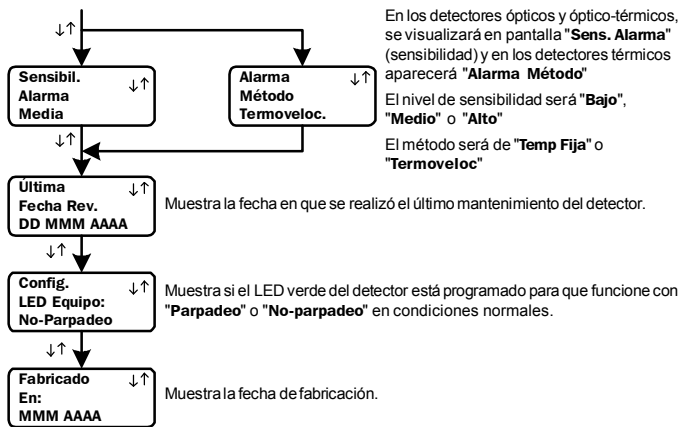 En los detectores ópticos y óptico-térmicos,
se visualizará en pantalla "Sens. Alarma"
(sensibilidad) y en los detectores térmicos
aparecerá "Alarma Método"
El nivel de sensibilidad será "Bajo",
"Medio" o "Alto"
El método será de "Temp Fija" o
"Termoveloc"
↓↑
Sensibil. ↓↑
Alarma
Media
Alarma ↓↑
Método
Termoveloc.
↓↑
Última ↓↑
Fecha Rev.
DD MMM AAAA
Muestra la fecha en que se realizó el último mantenimiento del detector.
↓↑
Config. ↓↑
LED Equipo:
No-Parpadeo
Muestra si el LED verde del detector está programado para que funcione con
"Parpadeo" o "No-parpadeo" en condiciones normales.
↓↑
Fabricado ↓↑
En:
MMM AAAA
Muestra la fecha de fabricación.